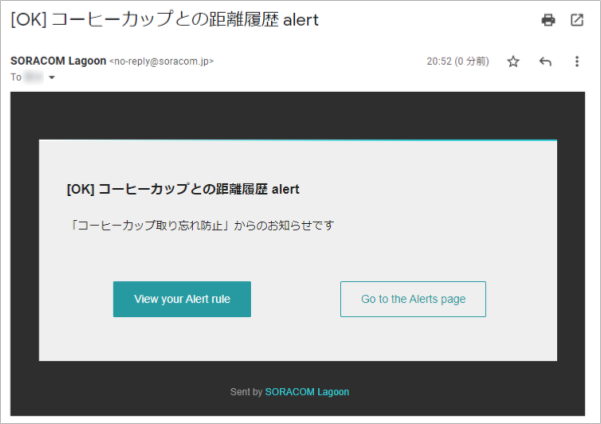 [OK] コーヒーカップとの距離履歴 alert
SORACOM Lagoon <no-reply@soracom.jp>
20:52 (0 分前)
To
[OK] コーヒーカップとの距離履歴 alert
「コーヒーカップ取り忘れ防止」からのお知らせです
View your Alert rule
Go to the Alerts page
Sent by SORACOM Lagoon